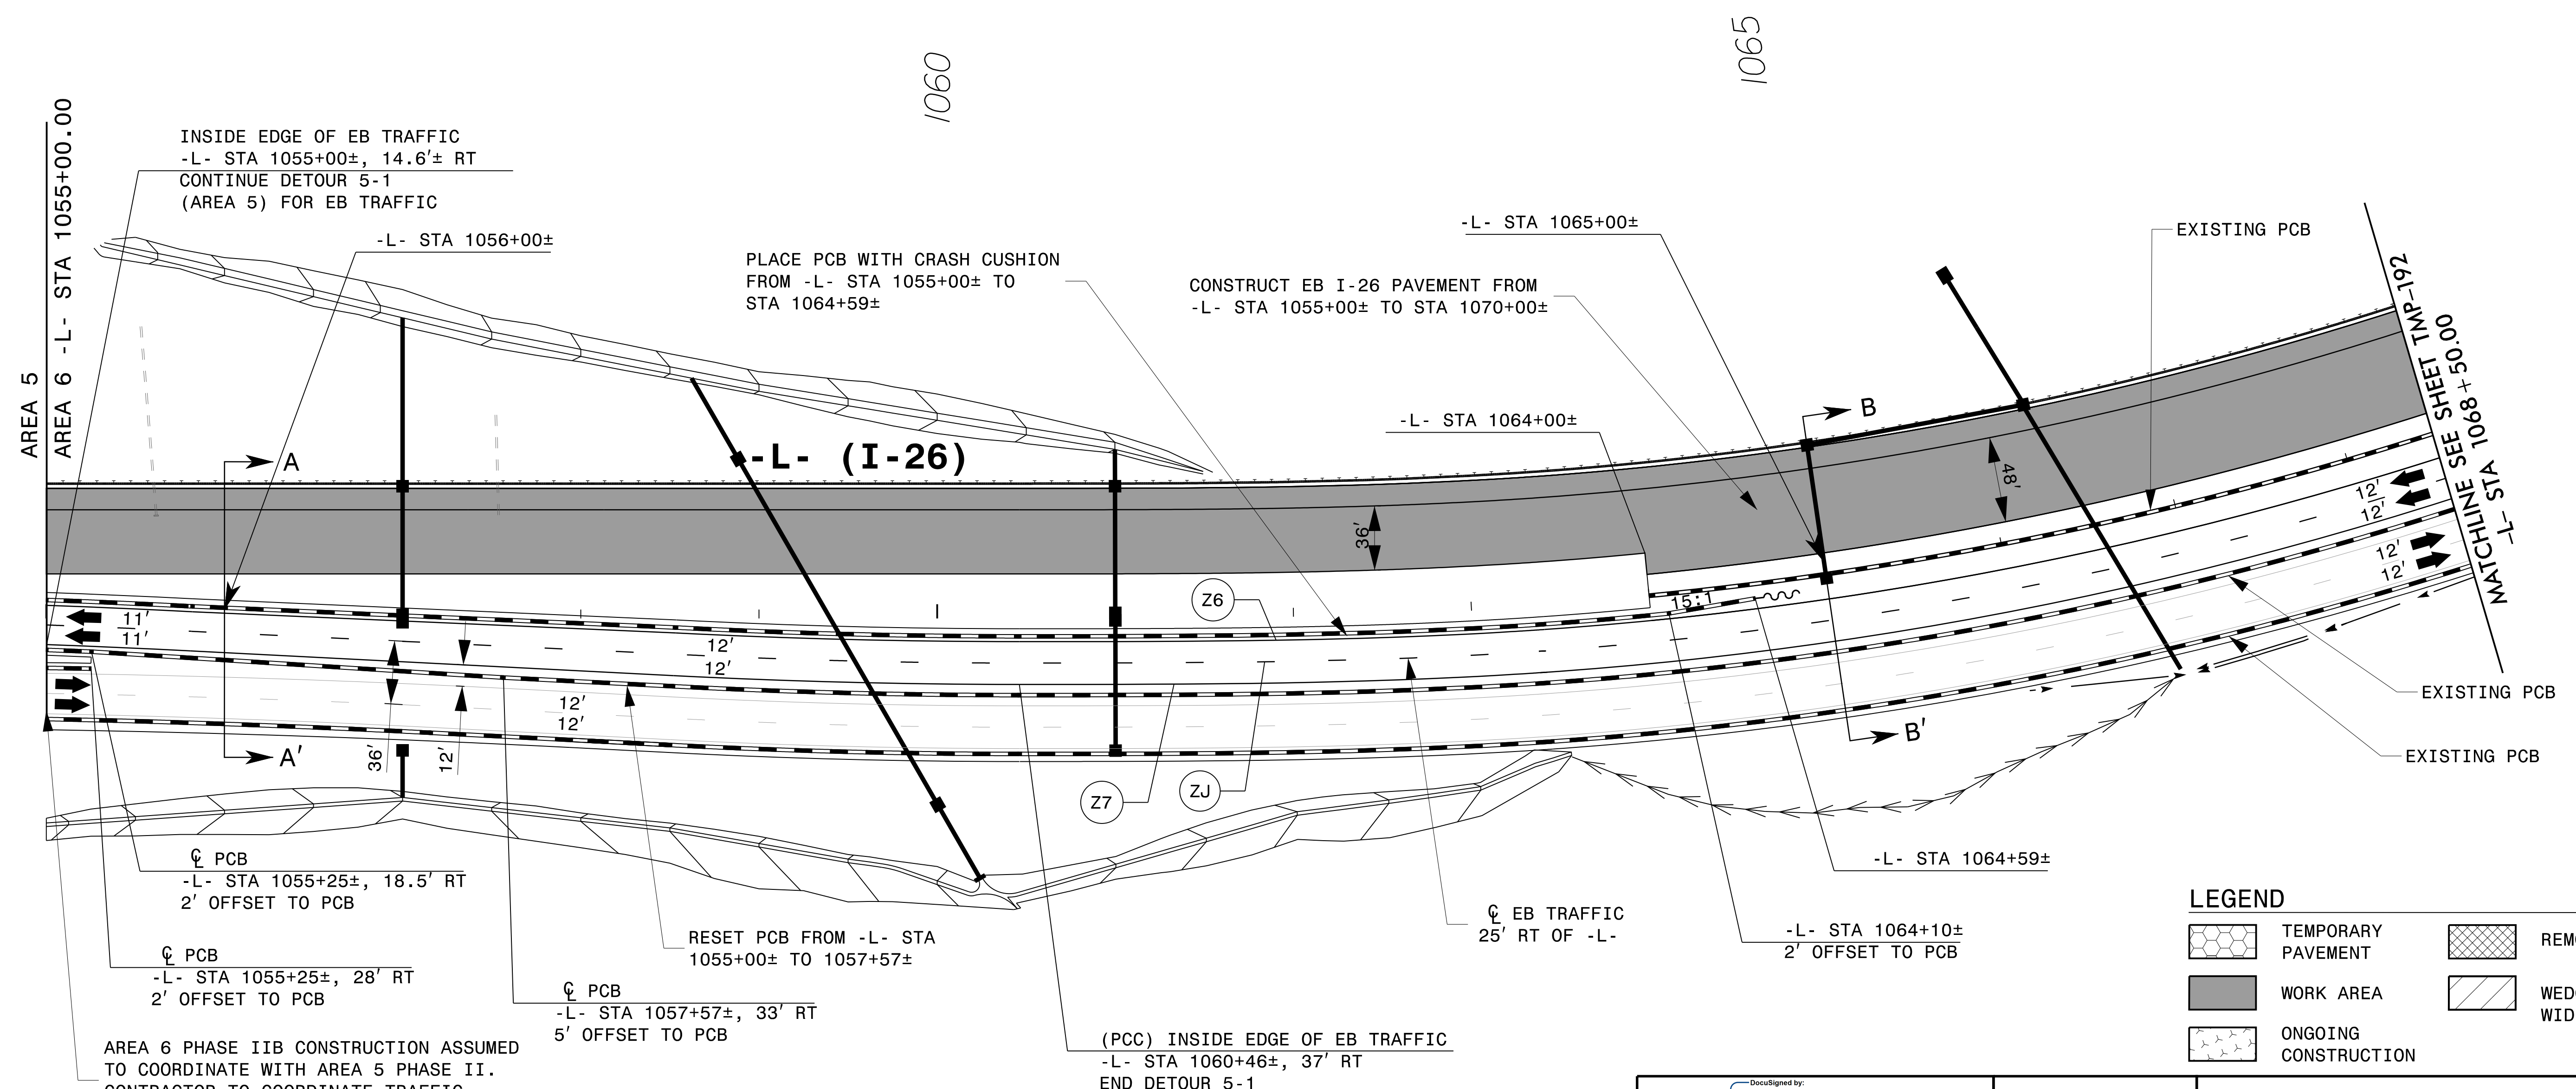 1060
1065
AREA 5
AREA 6 -L- STA 1055+00.00
INSIDE EDGE OF EB TRAFFIC
-L- STA 1055+00±, 14.6'± RT
CONTINUE DETOUR 5-1
(AREA 5) FOR EB TRAFFIC
-L- STA 1056+00±
PLACE PCB WITH CRASH CUSHION
FROM -L- STA 1055+00± TO
STA 1064+59±
CONSTRUCT EB I-26 PAVEMENT FROM
-L- STA 1055+00± TO STA 1070+00±
-L- STA 1065+00±
-L- STA 1064+00±
EXISTING PCB
MATCHLINE SEE SHEET TMP-192
-L- STA 1068+50.00
A
-L- (I-26)
B
48'
36'
12'
12'
12'
12'
Z6
15:1
11'
11'
12'
12'
12'
12'
36'
12'
A'
B'
Z7
ZJ
EXISTING PCB
EXISTING PCB
℄ PCB
-L- STA 1055+25±, 18.5' RT
2' OFFSET TO PCB
℄ PCB
-L- STA 1055+25±, 28' RT
2' OFFSET TO PCB
RESET PCB FROM -L- STA
1055+00± TO 1057+57±
℄ PCB
-L- STA 1057+57±, 33' RT
5' OFFSET TO PCB
℄ EB TRAFFIC
25' RT OF -L-
-L- STA 1064+59±
-L- STA 1064+10±
2' OFFSET TO PCB
(PCC) INSIDE EDGE OF EB TRAFFIC
-L- STA 1060+46±, 37' RT
END DETOUR 5-1
AREA 6 PHASE IIB CONSTRUCTION ASSUMED
TO COORDINATE WITH AREA 5 PHASE II.
CONTRACTOR TO COORDINATE TRAFFIC
LEGEND
TEMPORARY
PAVEMENT
WORK AREA
ONGOING
CONSTRUCTION
REM
WED
WID
DocuSigned by: